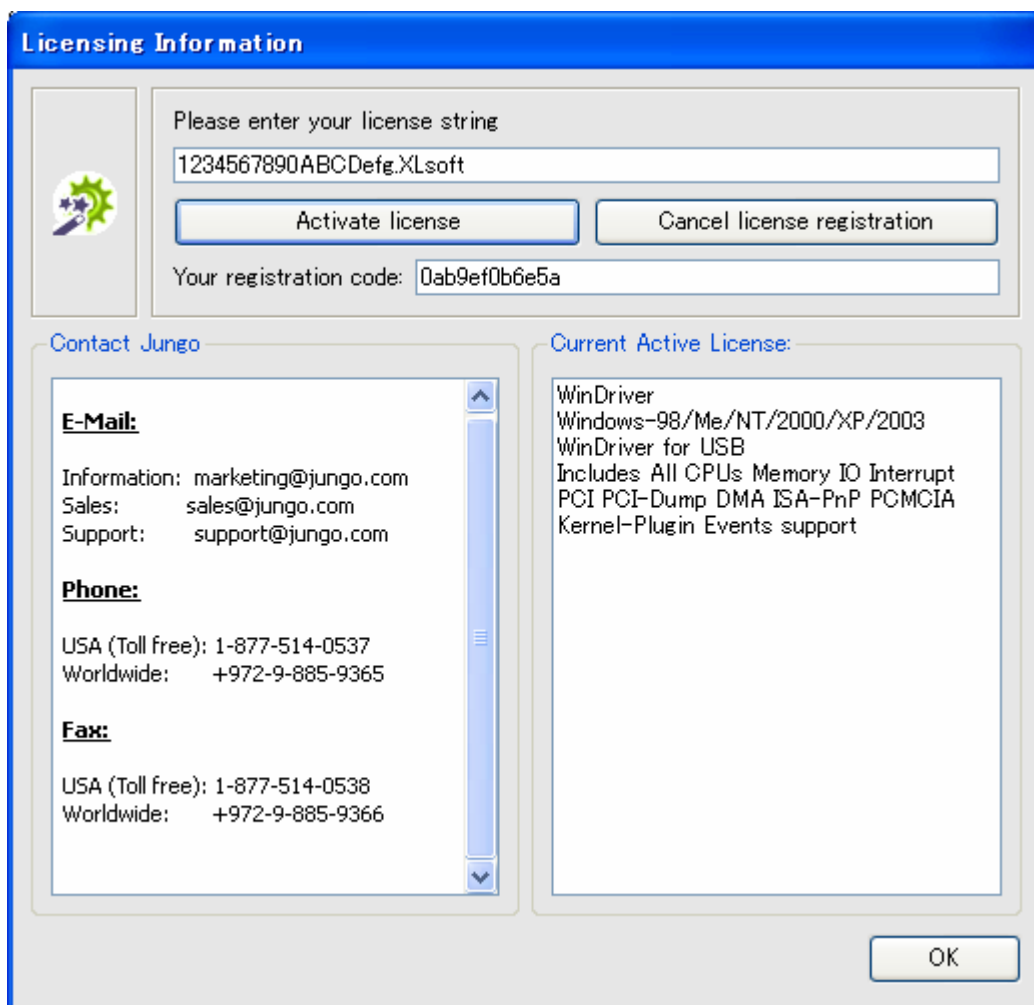 Licensing Information
Please enter your license string
1234567890ABCDefg.XLsoft
Activate license
Cancel license registration
Your registration code: 0ab9ef0b6e5a
Contact Jungo
E-Mail:
Information: marketing@jungo.com
Sales: sales@jungo.com
Support: support@jungo.com
Phone:
USA (Toll free): 1-877-514-0537
Worldwide: +972-9-885-9365
Fax:
USA (Toll free): 1-877-514-0538
Worldwide: +972-9-885-9366
Current Active License:
WinDriver
Windows-98/Me/NT/2000/XP/2003
WinDriver for USB
Includes All CPUs Memory IO Interrupt
PCI PCI-Dump DMA ISA-PnP PCMCIA
Kernel-Plugin Events support
OK